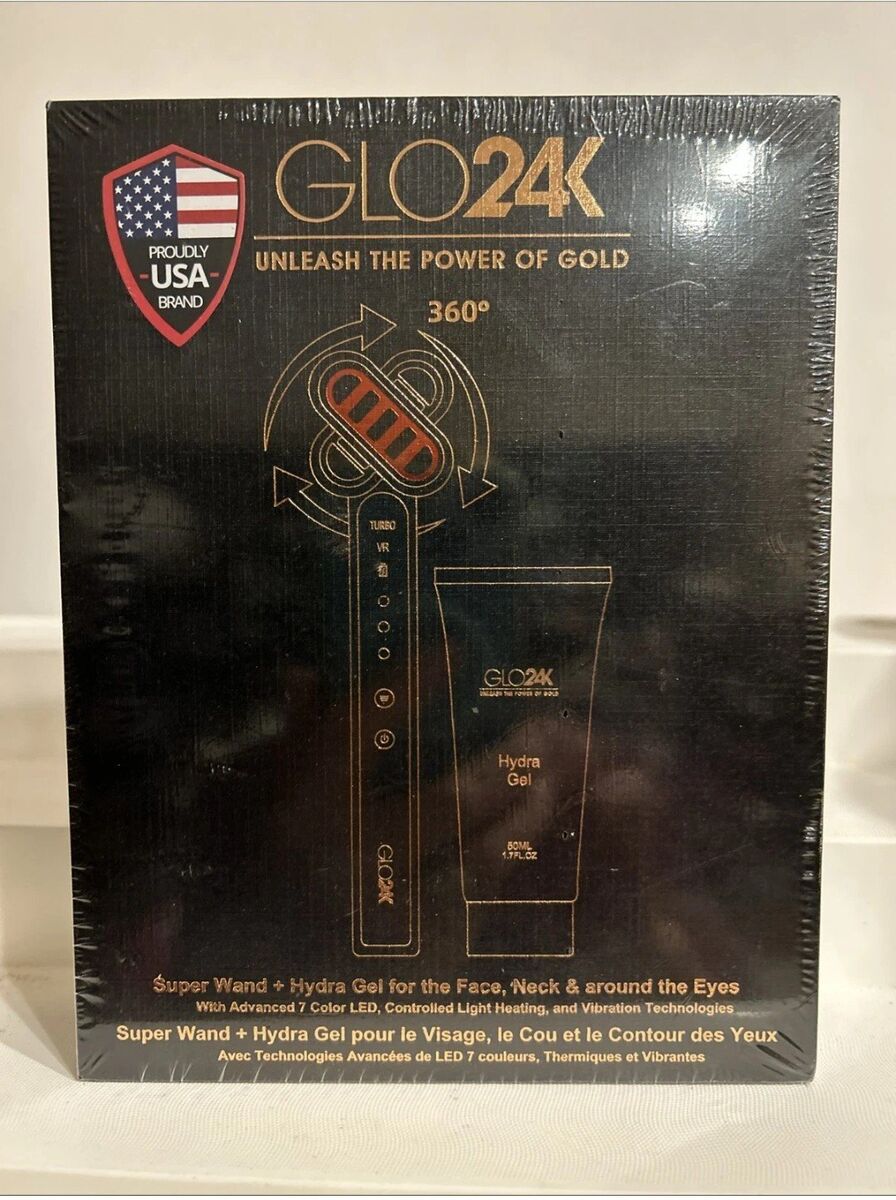 GLO24K
UNLEASH THE POWER OF GOLD
PROUDLY
USA
BRAND
360°
TURBO
VR
GLO24K
GLO24K
UNLEASH THE POWER OF GOLD
Hydra
Gel
50ML
1.7FL.OZ
Super Wand + Hydra Gel for the Face, Neck & around the Eyes
With Advanced 7 Color LED, Controlled Light Heating, and Vibration Technologies
Super Wand + Hydra Gel pour le Visage, le Cou et le Contour des Yeux
Avec Technologies Avancées de LED 7 couleurs, Thermiques et Vibrantes